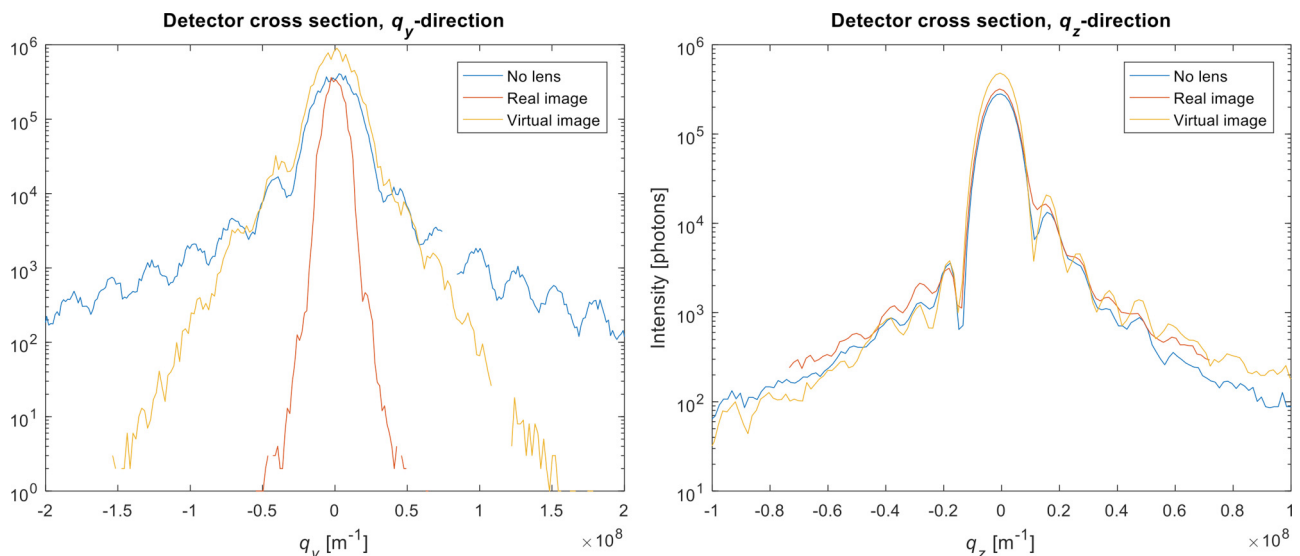 Detector cross section, q_y-direction
10^6
10^5
10^4
10^3
10^2
10^1
10^0
No lens
Real image
Virtual image
-2 -1.5 -1 -0.5 0 0.5 1 1.5 2
q_y [m^-1]
×10^8
Detector cross section, q_z-direction
Intensity [photons]
10^6
10^5
10^4
10^3
10^2
10^1
No lens
Real image
Virtual image
-1 -0.8 -0.6 -0.4 -0.2 0 0.2 0.4 0.6 0.8 1
q_z [m^-1]
×10^8